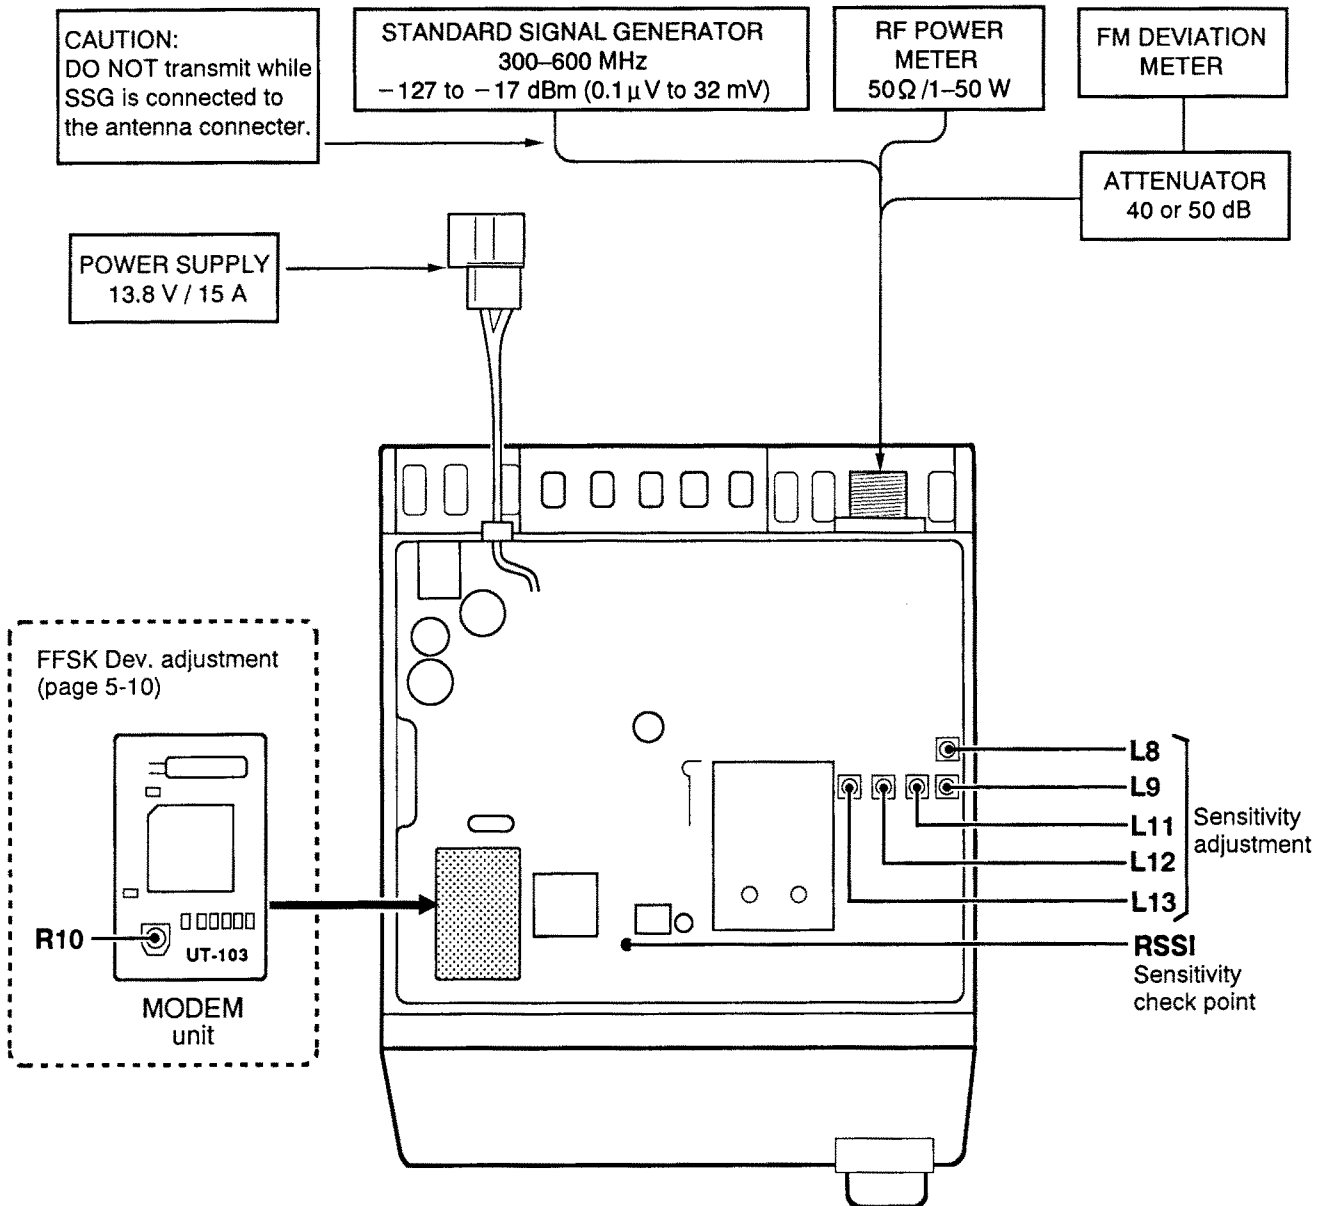 CAUTION:
DO NOT transmit while
SSG is connected to
the antenna connecter.
STANDARD SIGNAL GENERATOR
300–600 MHz
−127 to −17 dBm (0.1 μV to 32 mV)
RF POWER
METER
50Ω/1–50 W
FM DEVIATION
METER
ATTENUATOR
40 or 50 dB
POWER SUPPLY
13.8 V / 15 A
FFSK Dev. adjustment
(page 5-10)
R10
UT-103
MODEM
unit
L8
L9
L11
L12
L13
Sensitivity
adjustment
RSSI
Sensitivity
check point